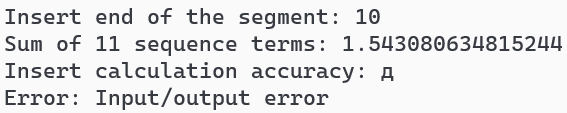 Insert end of the segment: 10
Sum of 11 sequence terms: 1.543080634815244
Insert calculation accuracy: д
Error: Input/output error